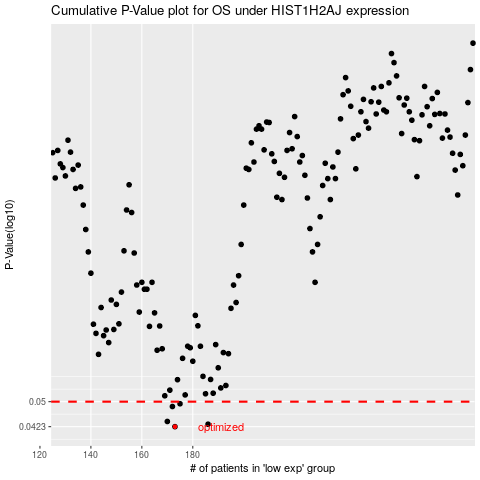 Cumulative P-Value plot for OS under HIST1H2AJ expression
P-Value(log10)
0.05
0.0423
optimized
120 140 160 180
# of patients in 'low exp' group